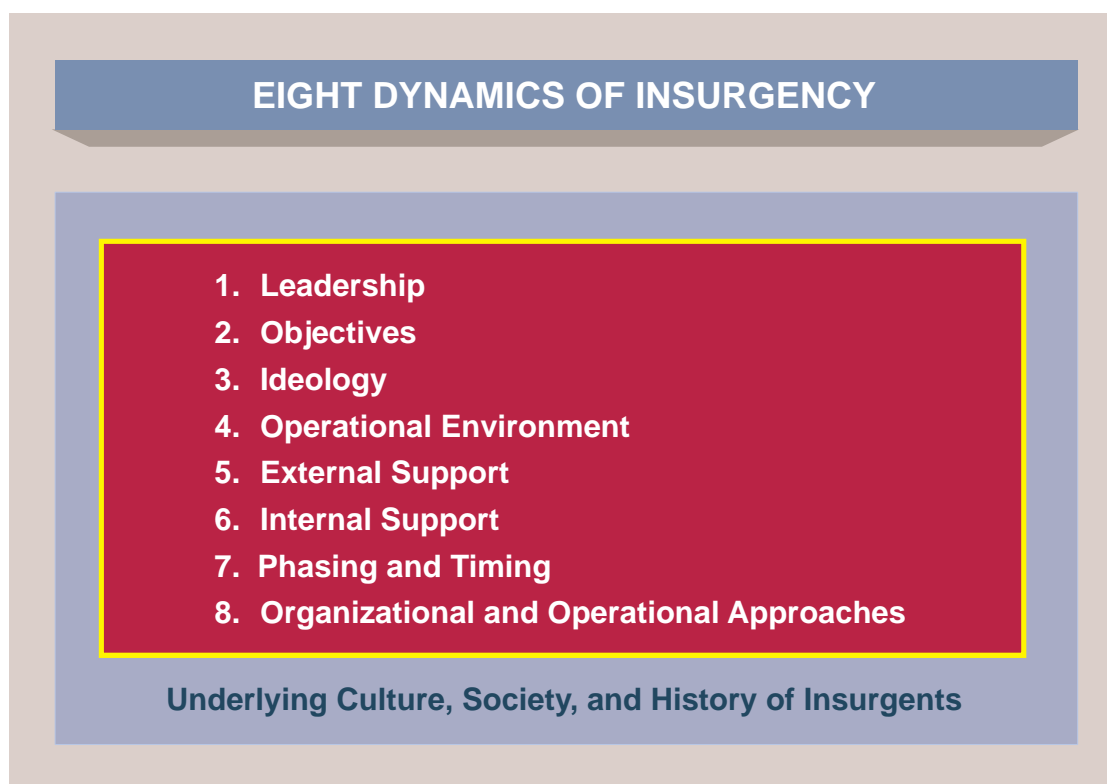 EIGHT DYNAMICS OF INSURGENCY
1. Leadership
2. Objectives
3. Ideology
4. Operational Environment
5. External Support
6. Internal Support
7. Phasing and Timing
8. Organizational and Operational Approaches
Underlying Culture, Society, and History of Insurgents